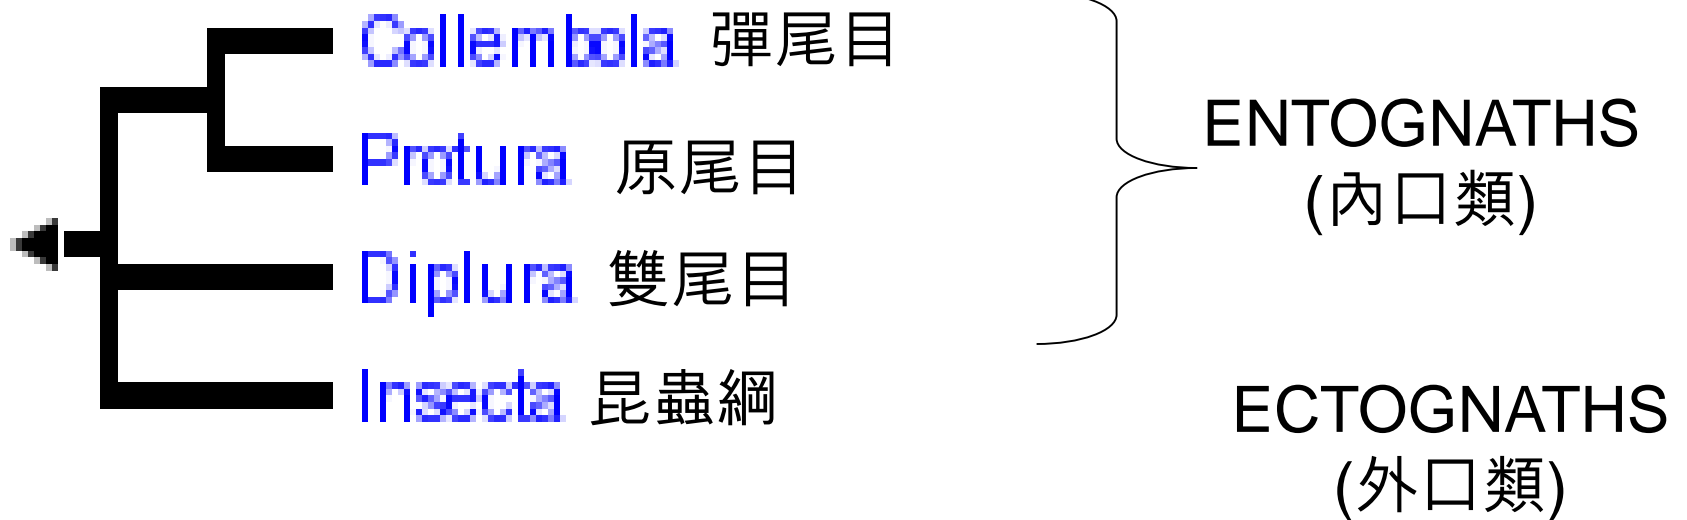 Collembola 彈尾目
Protura 原尾目
Diplura 雙尾目
Insecta 昆蟲綱
ENTOGNATHS
(內口類)
ECTOGNATHS
(外口類)